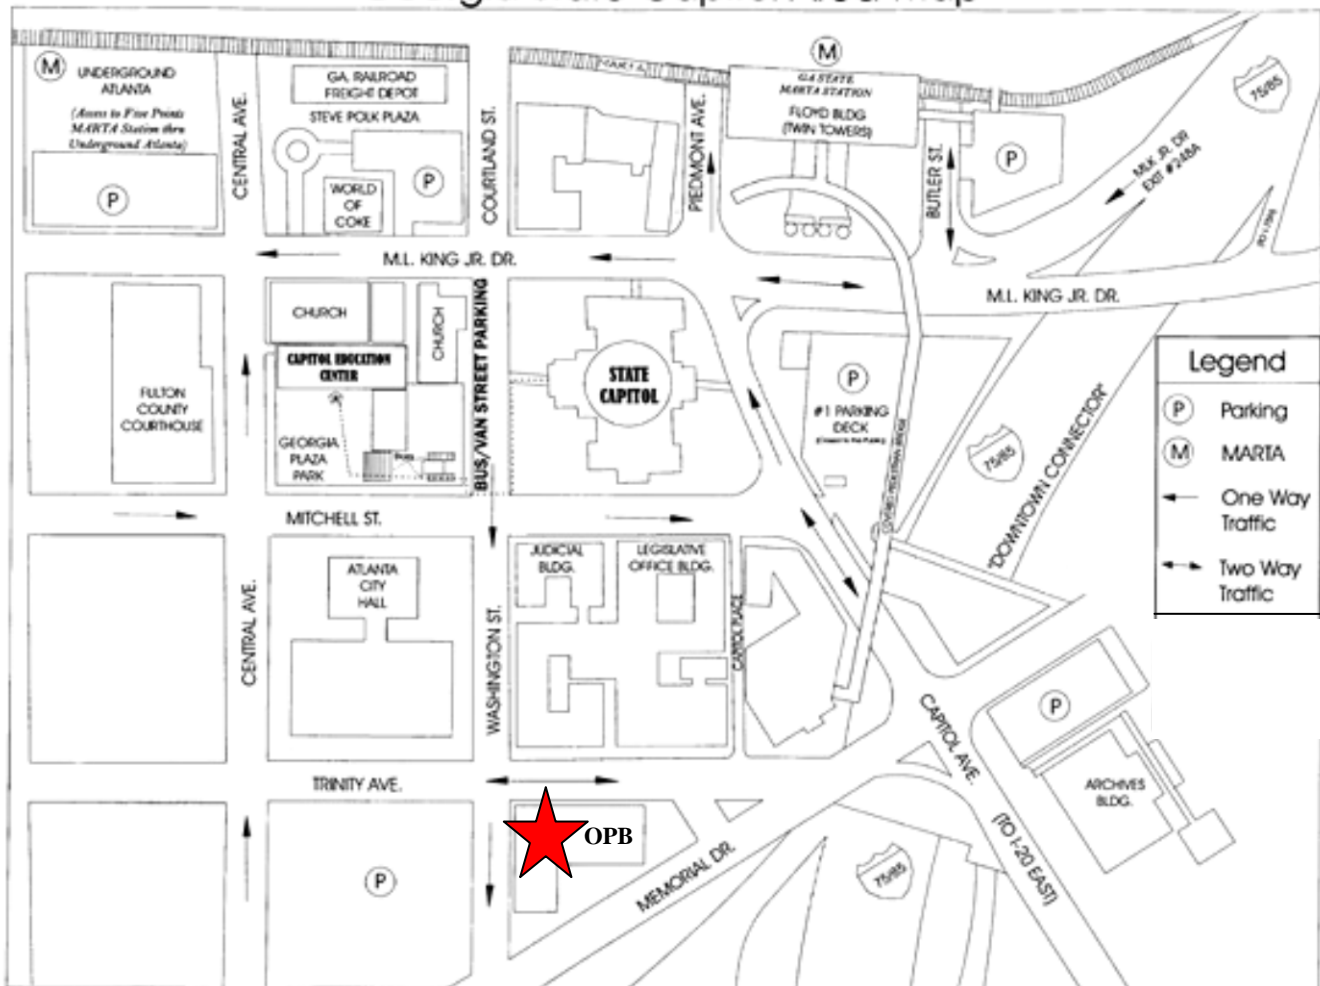 M
UNDERGROUND
ATLANTA
(Access to Five Points
MARTA Station thru
Underground Atlanta)
P
CENTRAL AVE.
GA. RAILROAD
FREIGHT DEPOT
STEVE POLK PLAZA
WORLD
OF
COKE
P
COURTLAND ST.
MARTA
PIEDMONT AVE.
M
GA STATE
MARTA STATION
FLOYD BLDG
(TWIN TOWERS)
BUTLER ST.
P
MLK JR. DR
EXIT #248A
75/85
M.L. KING JR. DR.
M.L. KING JR. DR.
FULTON
COUNTY
COURTHOUSE
CHURCH
CAPITOL EDUCATION
CENTER
CHURCH
GEORGIA
PLAZA
PARK
BUS/VAN STREET PARKING
STATE
CAPITOL
P
#1 PARKING
DECK
COVERED PEDESTRIAN BRIDGE
75/85
"DOWNTOWN CONNECTOR"
Legend
P Parking
M MARTA
One Way
Traffic
Two Way
Traffic
MITCHELL ST.
CENTRAL AVE.
ATLANTA
CITY
HALL
WASHINGTON ST.
JUDICIAL
BLDG.
LEGISLATIVE
OFFICE BLDG.
CAPITOL PLACE
TRINITY AVE.
P
OPB
MEMORIAL DR.
75/85
CAPITOL AVE.
(TO I-20 EAST)
P
ARCHIVES
BLDG.